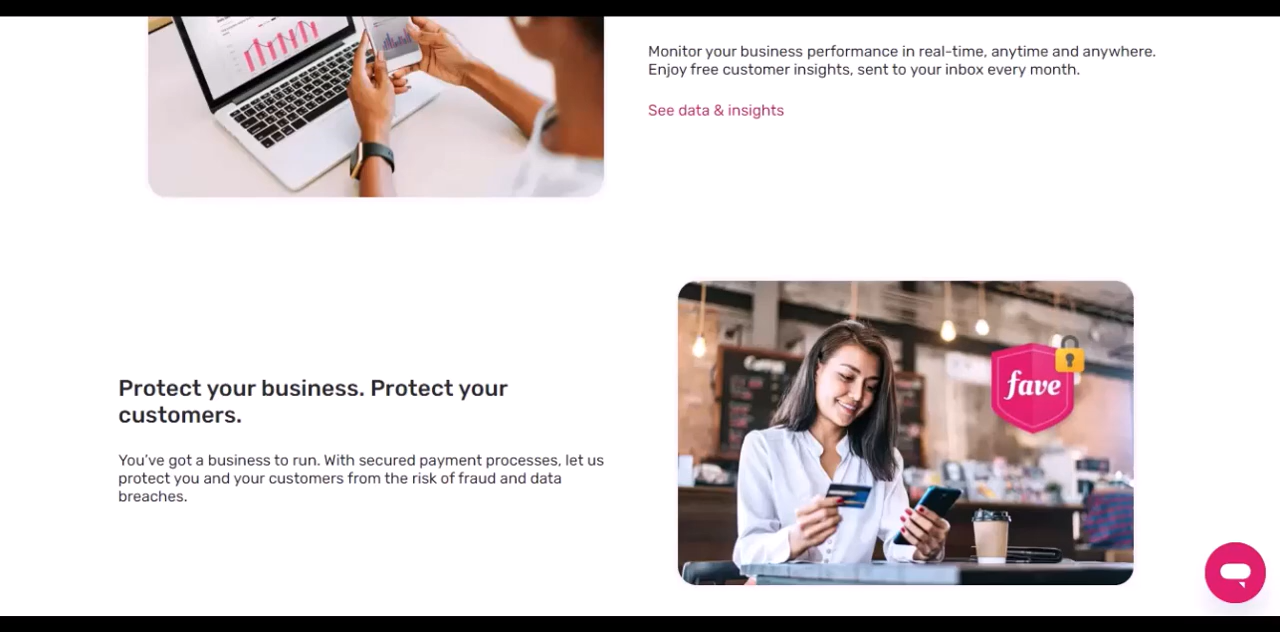 Monitor your business performance in real-time, anytime and anywhere.
Enjoy free customer insights, sent to your inbox every month.
See data & insights
Protect your business. Protect your
customers.
You’ve got a business to run. With secured payment processes, let us
protect you and your customers from the risk of fraud and data
breaches.
fave